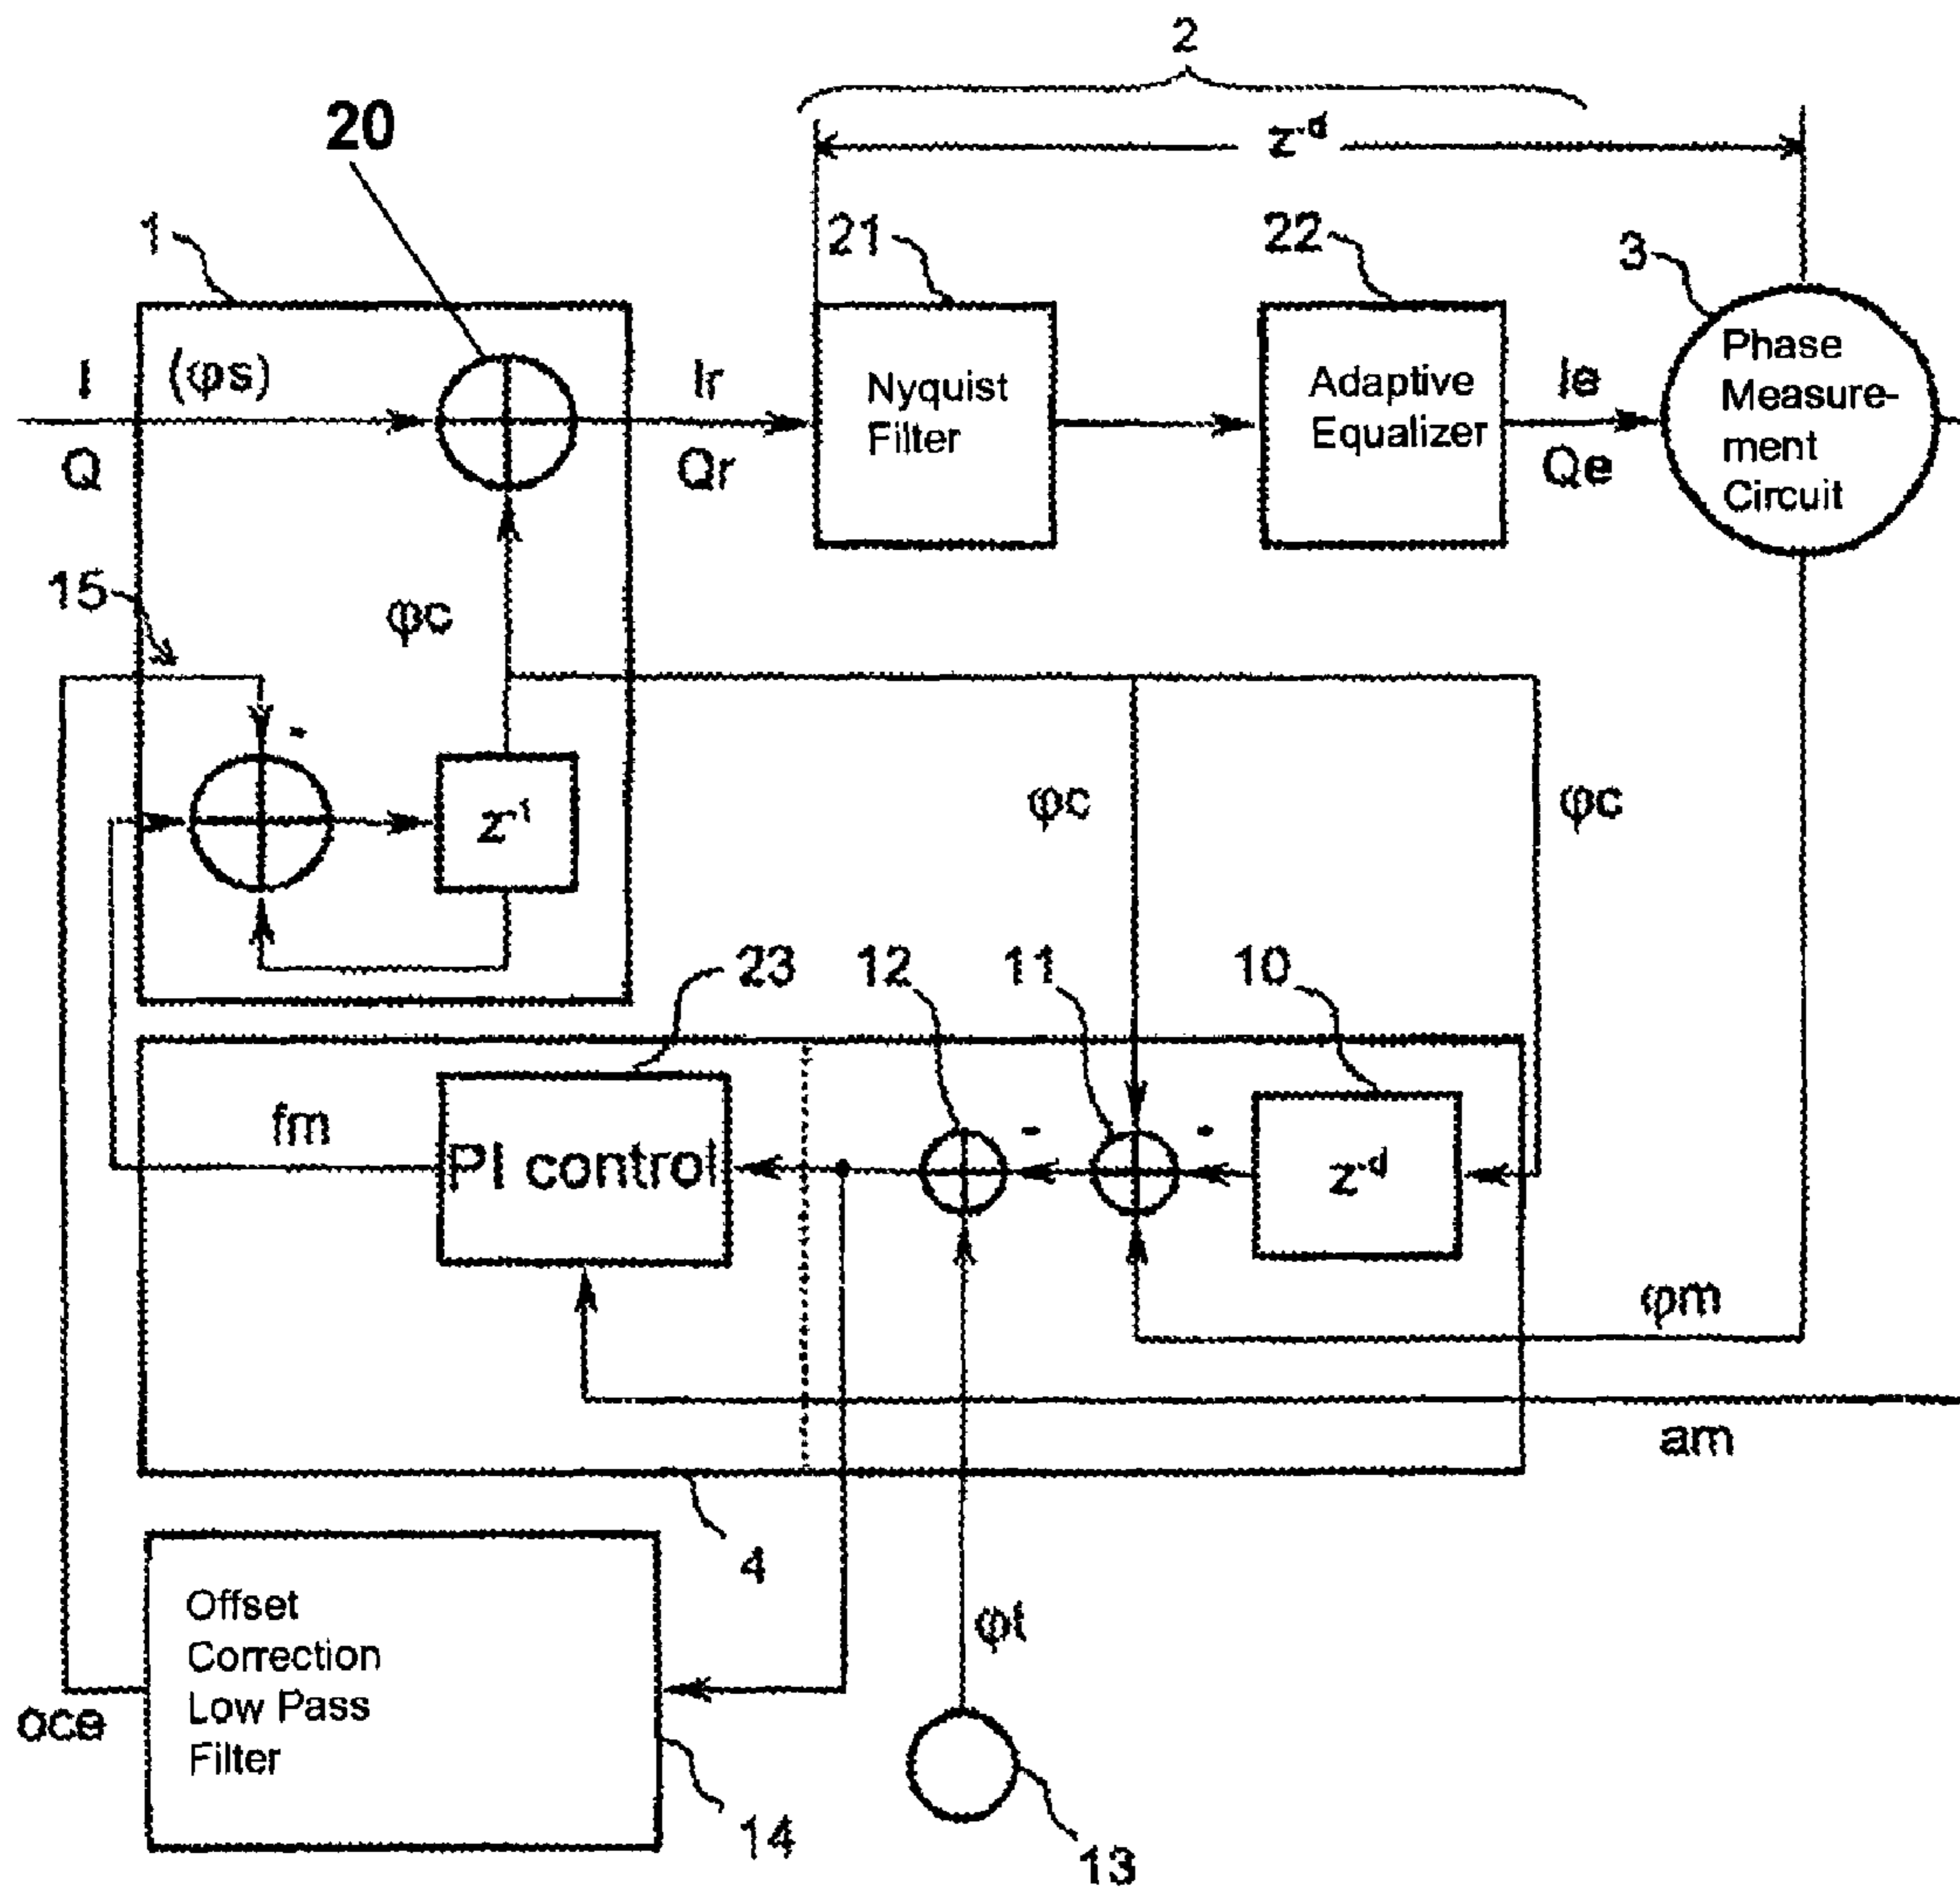 2
z-d
20
1
21
22
3
I
(φs)
Q
Ir
Qr
Nyquist
Filter
Adaptive
Equalizer
Ie
Qe
Phase
Measure-
ment
Circuit
15
φc
-
z-1
φc
φc
23
12
11
10
fm
PI control
-
-
z-d
φm
am
4
Offset
Correction
Low Pass
Filter
oce
φt
14
13